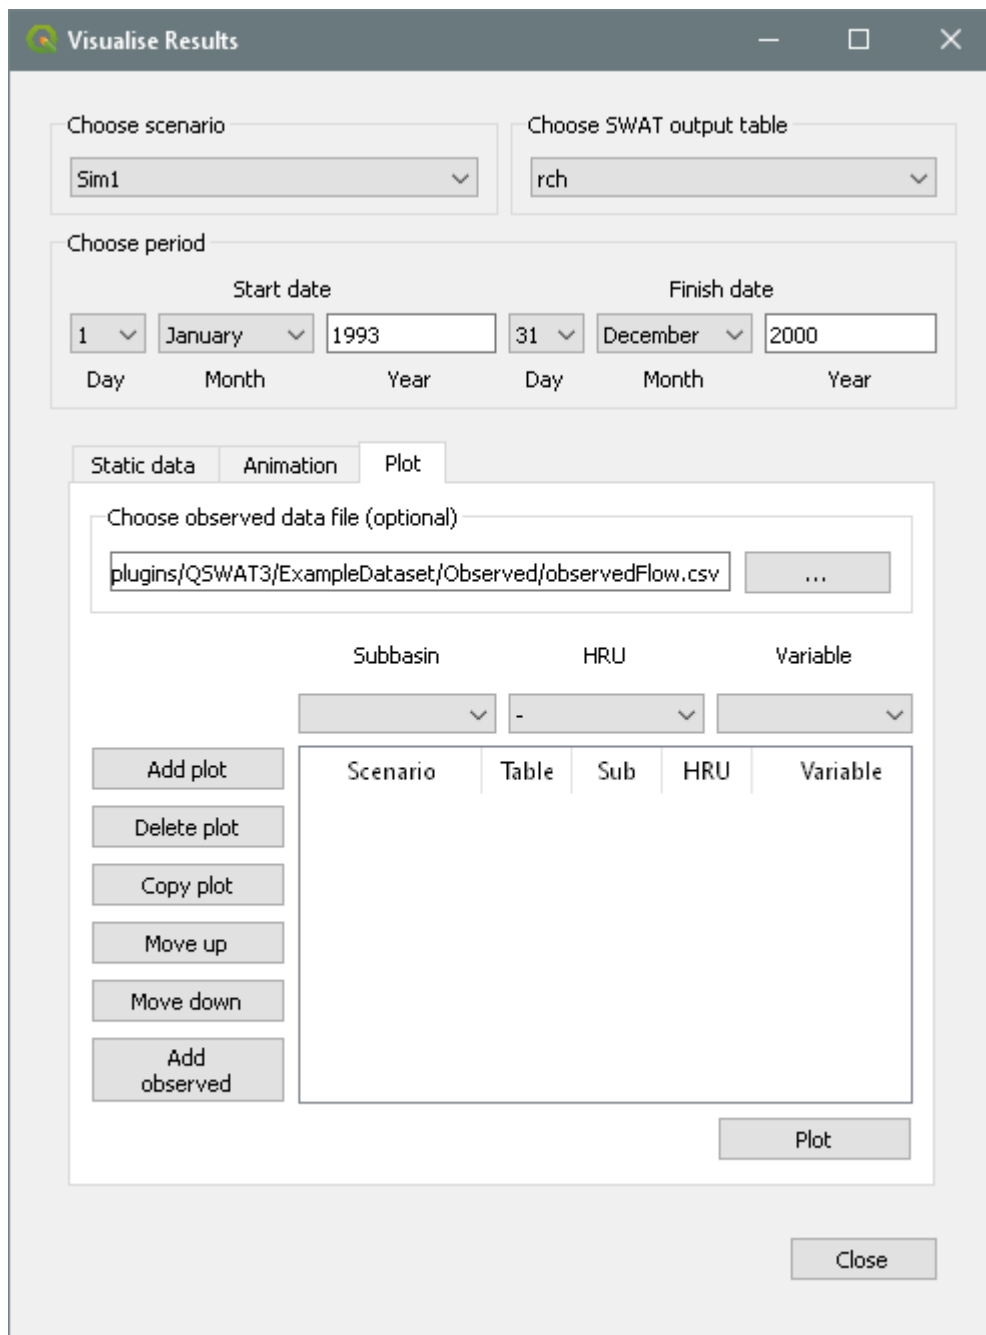 Visualise Results
Choose scenario
Choose SWAT output table
Sim1
rch
Choose period
Start date
Finish date
1 January 1993 31 December 2000
Day Month Year Day Month Year
Static data Animation Plot
Choose observed data file (optional)
plugins/QSWAT3/ExampleDataset/Observed/observedFlow.csv ...
Subbasin HRU Variable
-
Add plot
Delete plot
Copy plot
Move up
Move down
Add
observed
Scenario Table Sub HRU Variable
Plot
Close